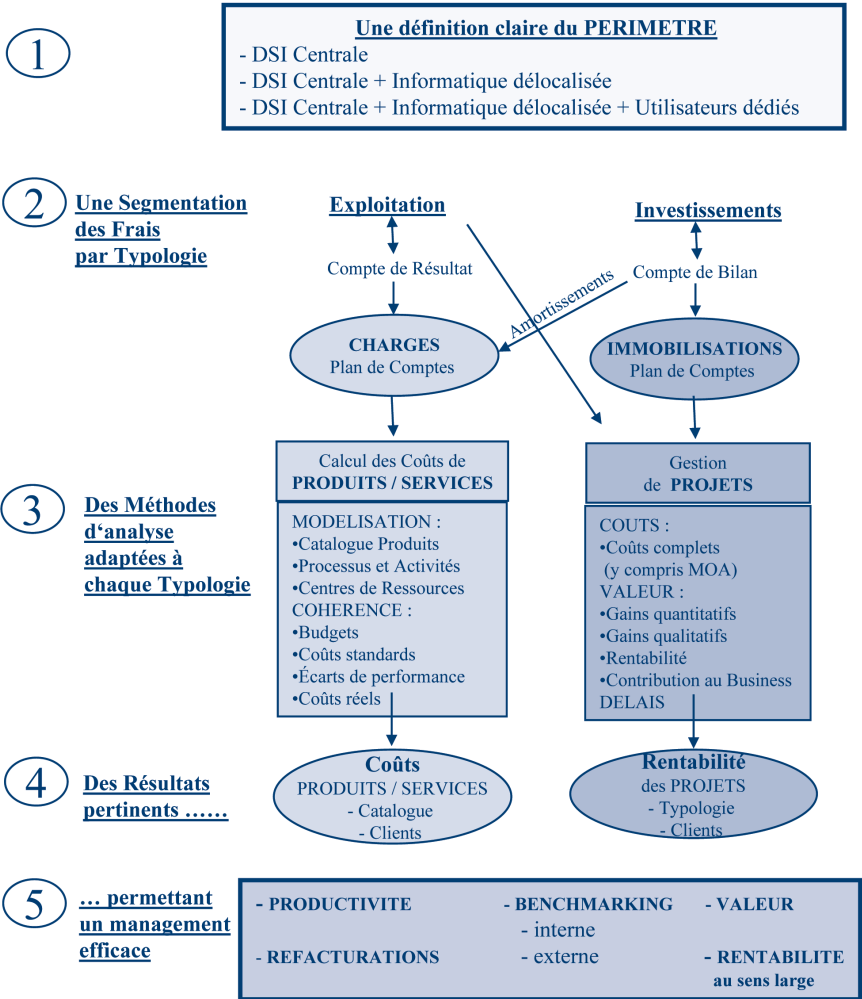 1
Une définition claire du PERIMETRE
- DSI Centrale
- DSI Centrale + Informatique délocalisée
- DSI Centrale + Informatique délocalisée + Utilisateurs dédiés
2
Une Segmentation
des Frais
par Typologie
Exploitation
Investissements
Compte de Résultat
Compte de Bilan
Amortissements
CHARGES
Plan de Comptes
IMMOBILISATIONS
Plan de Comptes
3
Des Méthodes
d‘analyse
adaptées à
chaque Typologie
Calcul des Coûts de
PRODUITS / SERVICES
MODELISATION :
•Catalogue Produits
•Processus et Activités
•Centres de Ressources
COHERENCE :
•Budgets
•Coûts standards
•Écarts de performance
•Coûts réels
Gestion
de PROJETS
COUTS :
•Coûts complets
(y compris MOA)
VALEUR :
•Gains quantitatifs
•Gains qualitatifs
•Rentabilité
•Contribution au Business
DELAIS
4
Des Résultats
pertinents ……
Coûts
PRODUITS / SERVICES
- Catalogue
- Clients
Rentabilité
des PROJETS
- Typologie
- Clients
5
… permettant
un management
efficace
- PRODUCTIVITE
- REFACTURATIONS
- BENCHMARKING
- interne
- externe
- VALEUR
- RENTABILITE
au sens large